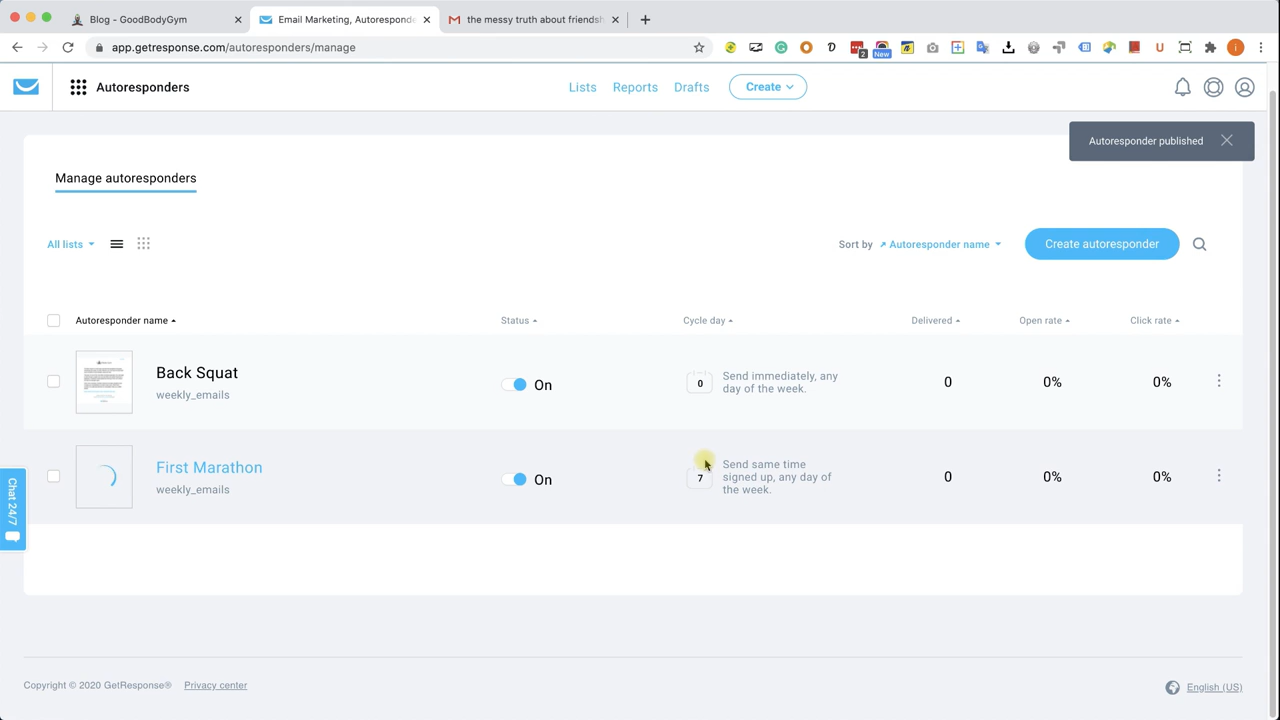 Blog - GoodBodyGym
Email Marketing, Autoresponde
the messy truth about friendsh
app.getresponse.com/autoresponders/manage
2
New
Autoresponders
Lists
Reports
Drafts
Create
Autoresponder published
Manage autoresponders
All lists
Sort by
Autoresponder name
Create autoresponder
Autoresponder name
Status
Cycle day
Delivered
Open rate
Click rate
Back Squat
weekly_emails
On
0
Send immediately, any
day of the week.
0
0%
0%
First Marathon
weekly_emails
On
7
Send same time
signed up, any day of
the week.
0
0%
0%
Chat 24/7
Copyright © 2020 GetResponse®
Privacy center
English (US)